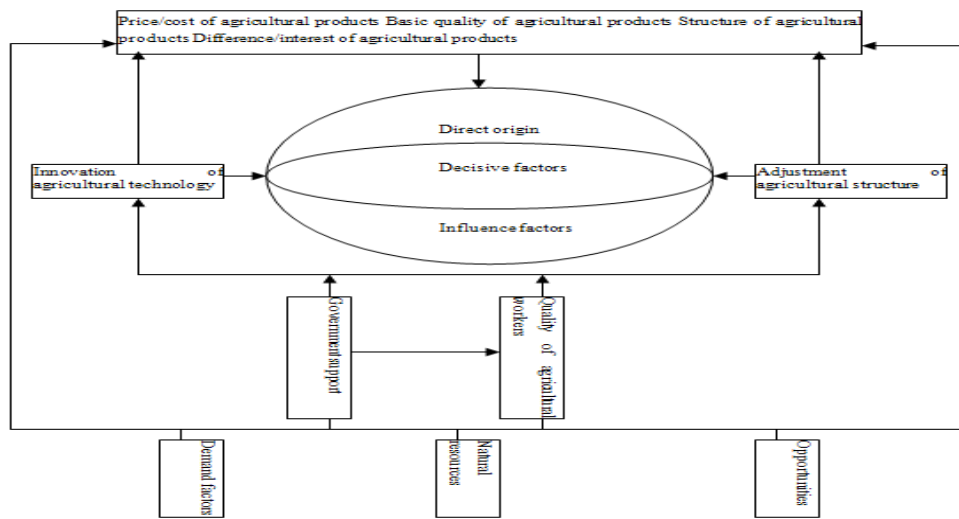 Price/cost of agricultural products Basic quality of agricultural products Structure of agricultural
products Difference/interest of agricultural products
Direct origin
Innovation of
agricultural technology
Decisive factors
Adjustment of
agricultural structure
Influence factors
Government support
Quality of agricultural
workers
Demand factors
Natural
resources
Opportunities